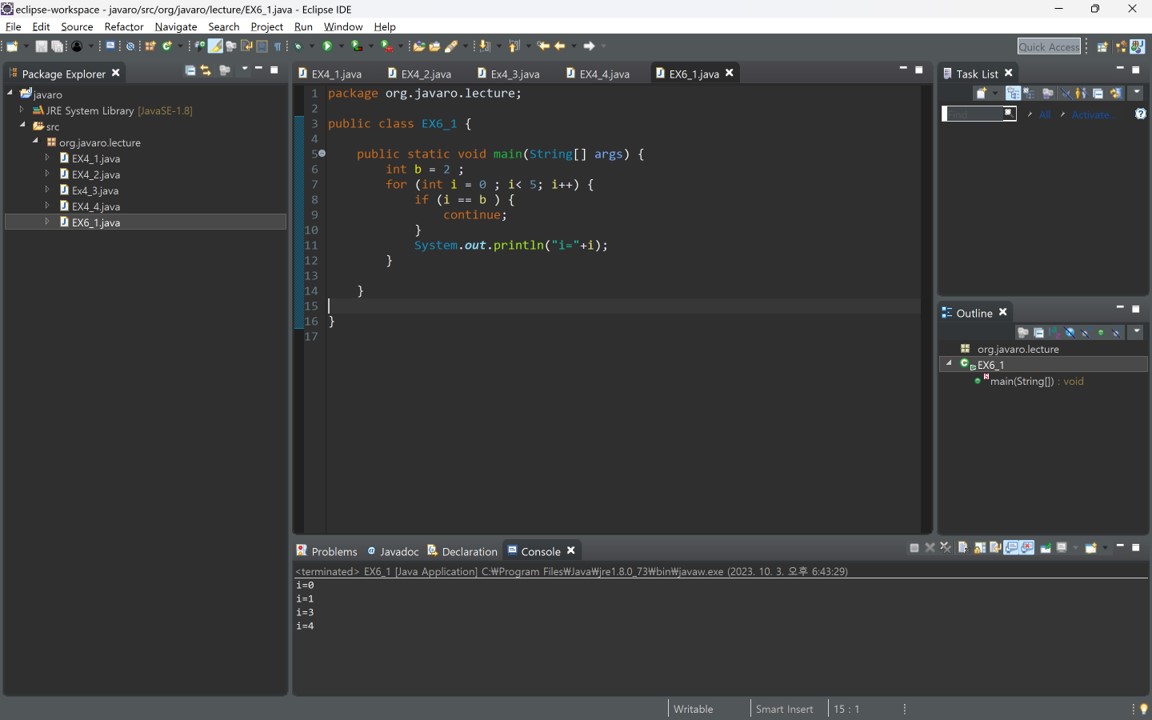 eclipse-workspace - javaro/src/org/javaro/lecture/EX6_1.java - Eclipse IDE
File Edit Source Refactor Navigate Search Project Run Window Help
Quick Access
Package Explorer
javaro
JRE System Library [JavaSE-1.8]
src
org.javaro.lecture
EX4_1.java
EX4_2.java
Ex4_3.java
EX4_4.java
EX6_1.java
EX4_1.java EX4_2.java Ex4_3.java EX4_4.java EX6_1.java
1 package org.javaro.lecture;
2
3 public class EX6_1 {
4
5 public static void main(String[] args) {
6 int b = 2 ;
7 for (int i = 0 ; i< 5; i++) {
8 if (i == b ) {
9 continue;
10 }
11 System.out.println("i="+i);
12 }
13
14 }
15
16 }
17
Task List
Find All Activate...
Outline
org.javaro.lecture
EX6_1
main(String[]) : void
Problems Javadoc Declaration Console
<terminated> EX6_1 [Java Application] C:₩Program Files₩Java₩jre1.8.0_73₩bin₩javaw.exe (2023. 10. 3. 오후 6:43:29)
i=0
i=1
i=3
i=4
Writable Smart Insert 15 : 1